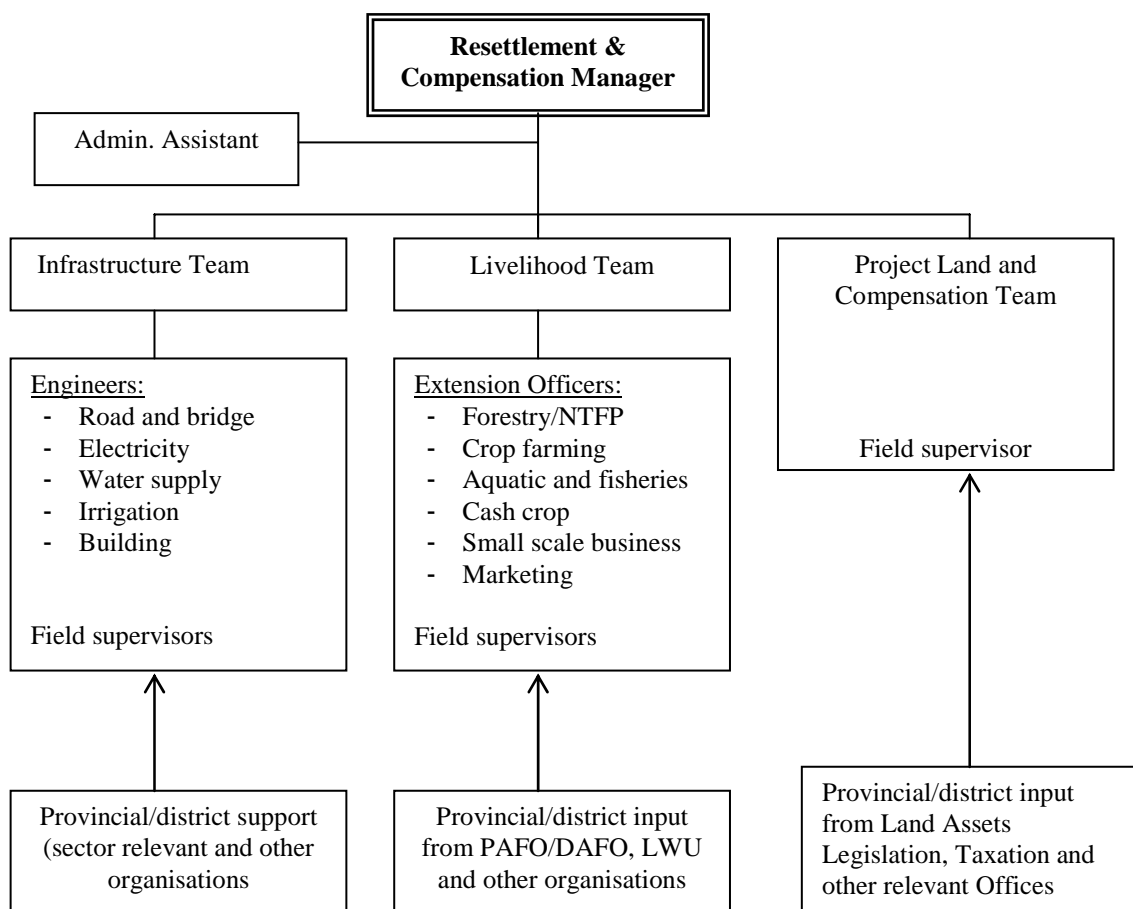 Resettlement &
Compensation Manager
Admin. Assistant
Infrastructure Team
Livelihood Team
Project Land and
Compensation Team
Field supervisor
Engineers:
- Road and bridge
- Electricity
- Water supply
- Irrigation
- Building
Field supervisors
Extension Officers:
- Forestry/NTFP
- Crop farming
- Aquatic and fisheries
- Cash crop
- Small scale business
- Marketing
Field supervisors
Provincial/district support
(sector relevant and other
organisations
Provincial/district input
from PAFO/DAFO, LWU
and other organisations
Provincial/district input
from Land Assets
Legislation, Taxation and
other relevant Offices